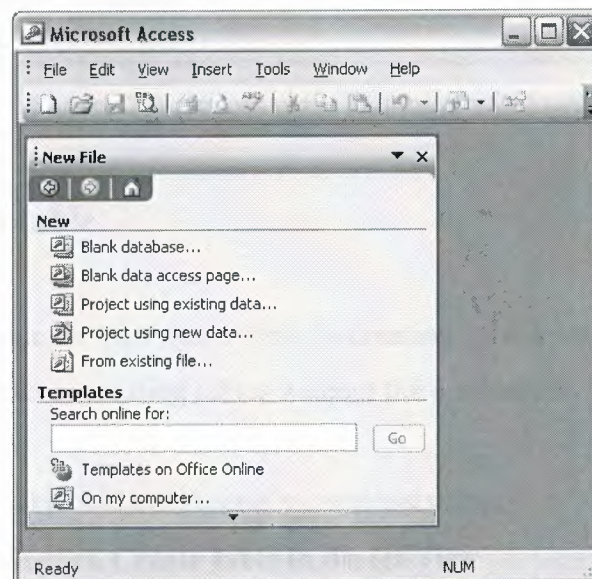 Microsoft Access
File Edit View Insert Tools Window Help
New File
New
Blank database...
Blank data access page...
Project using existing data...
Project using new data...
From existing file...
Templates
Search online for:
Go
Templates on Office Online
On my computer...
Ready NUM